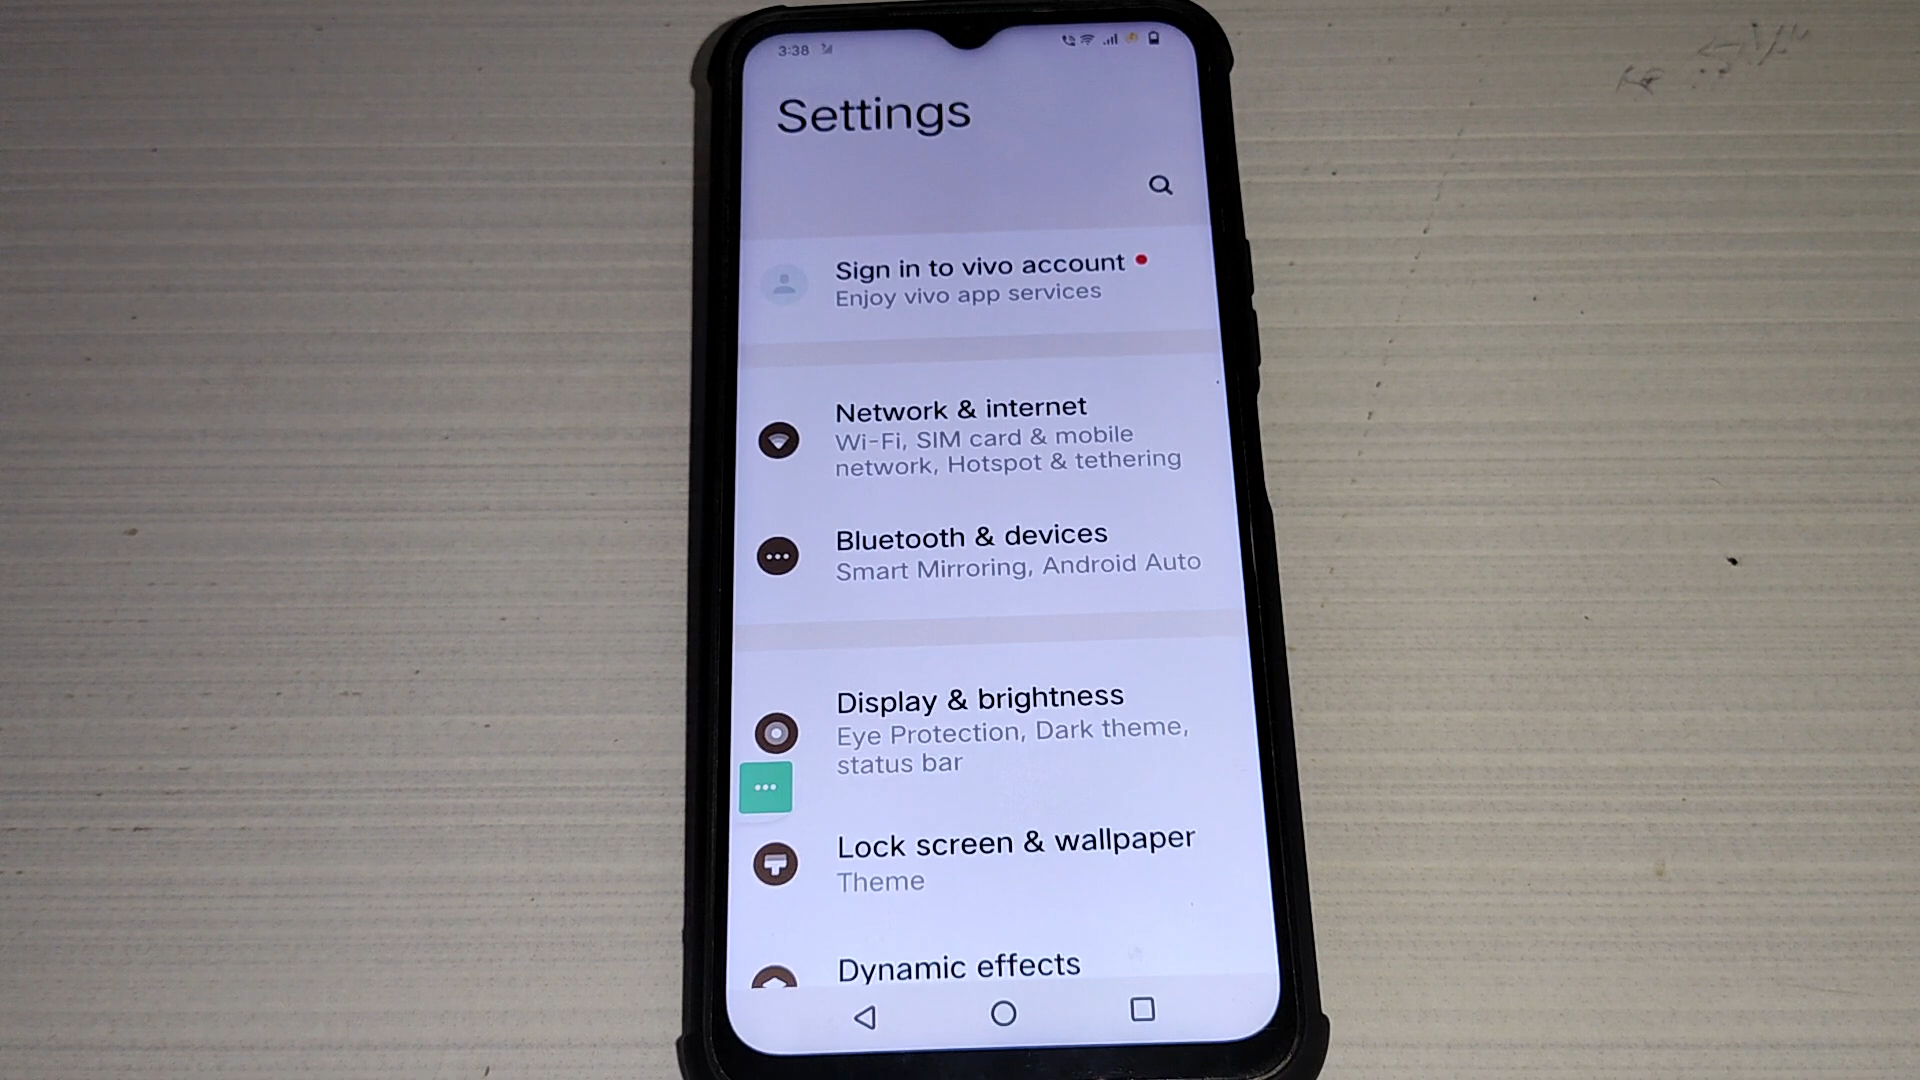 3:38
Settings
Sign in to vivo account
Enjoy vivo app services
Network & internet
Wi-Fi, SIM card & mobile
network, Hotspot & tethering
Bluetooth & devices
Smart Mirroring, Android Auto
Display & brightness
Eye Protection, Dark theme,
status bar
Lock screen & wallpaper
Theme
Dynamic effects